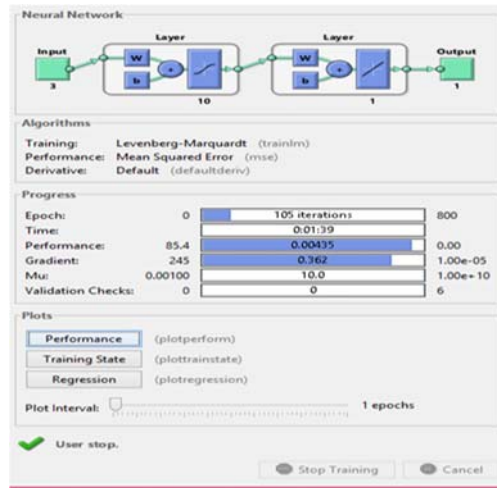 Neural Network
Layer Layer
Input Output
W W
b b
+ +
3 10 1 1
Algorithms
Training: Levenberg-Marquardt (trainlm)
Performance: Mean Squared Error (mse)
Derivative: Default (defaultderiv)
Progress
Epoch: 0 105 iterations 800
Time: 0:01:39
Performance: 85.4 0.00435 0.00
Gradient: 245 0.362 1.00e-05
Mu: 0.00100 10.0 1.00e+10
Validation Checks: 0 0 6
Plots
Performance (plotperform)
Training State (plottrainstate)
Regression (plotregression)
Plot Interval: 1 epochs
User stop.
Stop Training Cancel